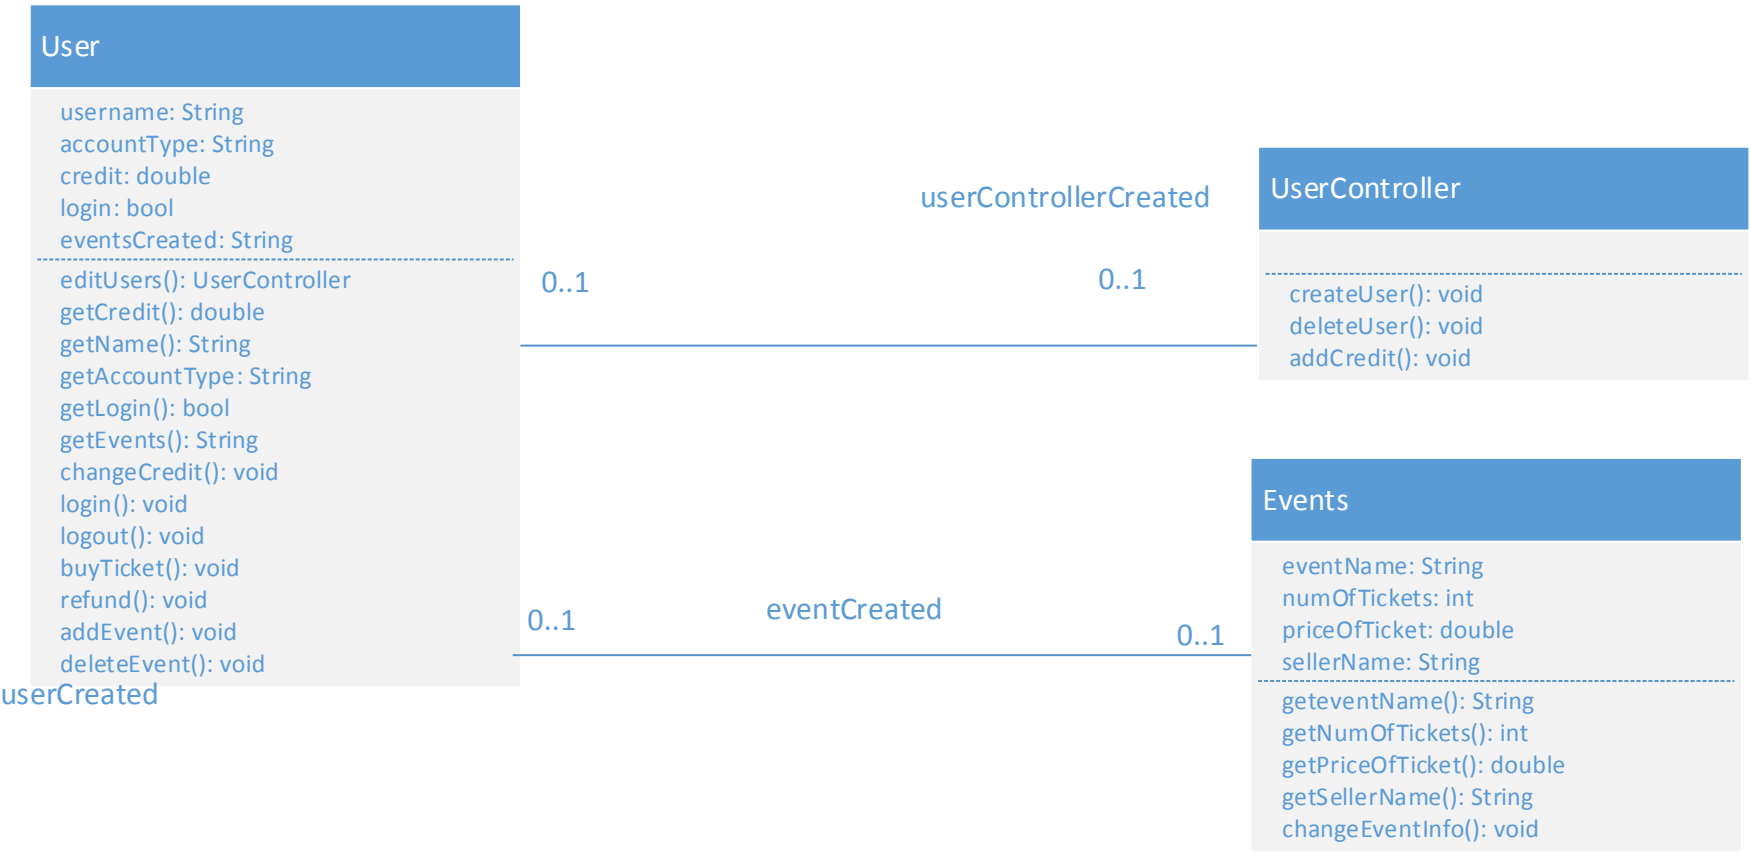 User
username: String
accountType: String
credit: double
login: bool
eventsCreated: String
editUsers(): UserController
getCredit(): double
getName(): String
getAccountType: String
getLogin(): bool
getEvents(): String
changeCredit(): void
login(): void
logout(): void
buyTicket(): void
refund(): void
addEvent(): void
deleteEvent(): void
userCreated
0..1
userControllerCreated
0..1
UserController
createUser(): void
deleteUser(): void
addCredit(): void
0..1
eventCreated
0..1
Events
eventName: String
numOfTickets: int
priceOfTicket: double
sellerName: String
geteventName(): String
getNumOfTickets(): int
getPriceOfTicket(): double
getSellerName(): String
changeEventInfo(): void